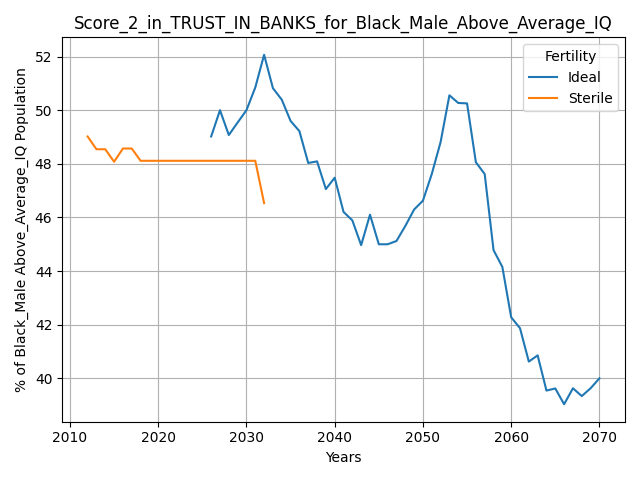 Score_2_in_TRUST_IN_BANKS_for_Black_Male_Above_Average_IQ
% of Black_Male Above_Average_IQ Population
52
50
48
46
44
42
40
Fertility
Ideal
Sterile
2010 2020 2030 2040 2050 2060 2070
Years